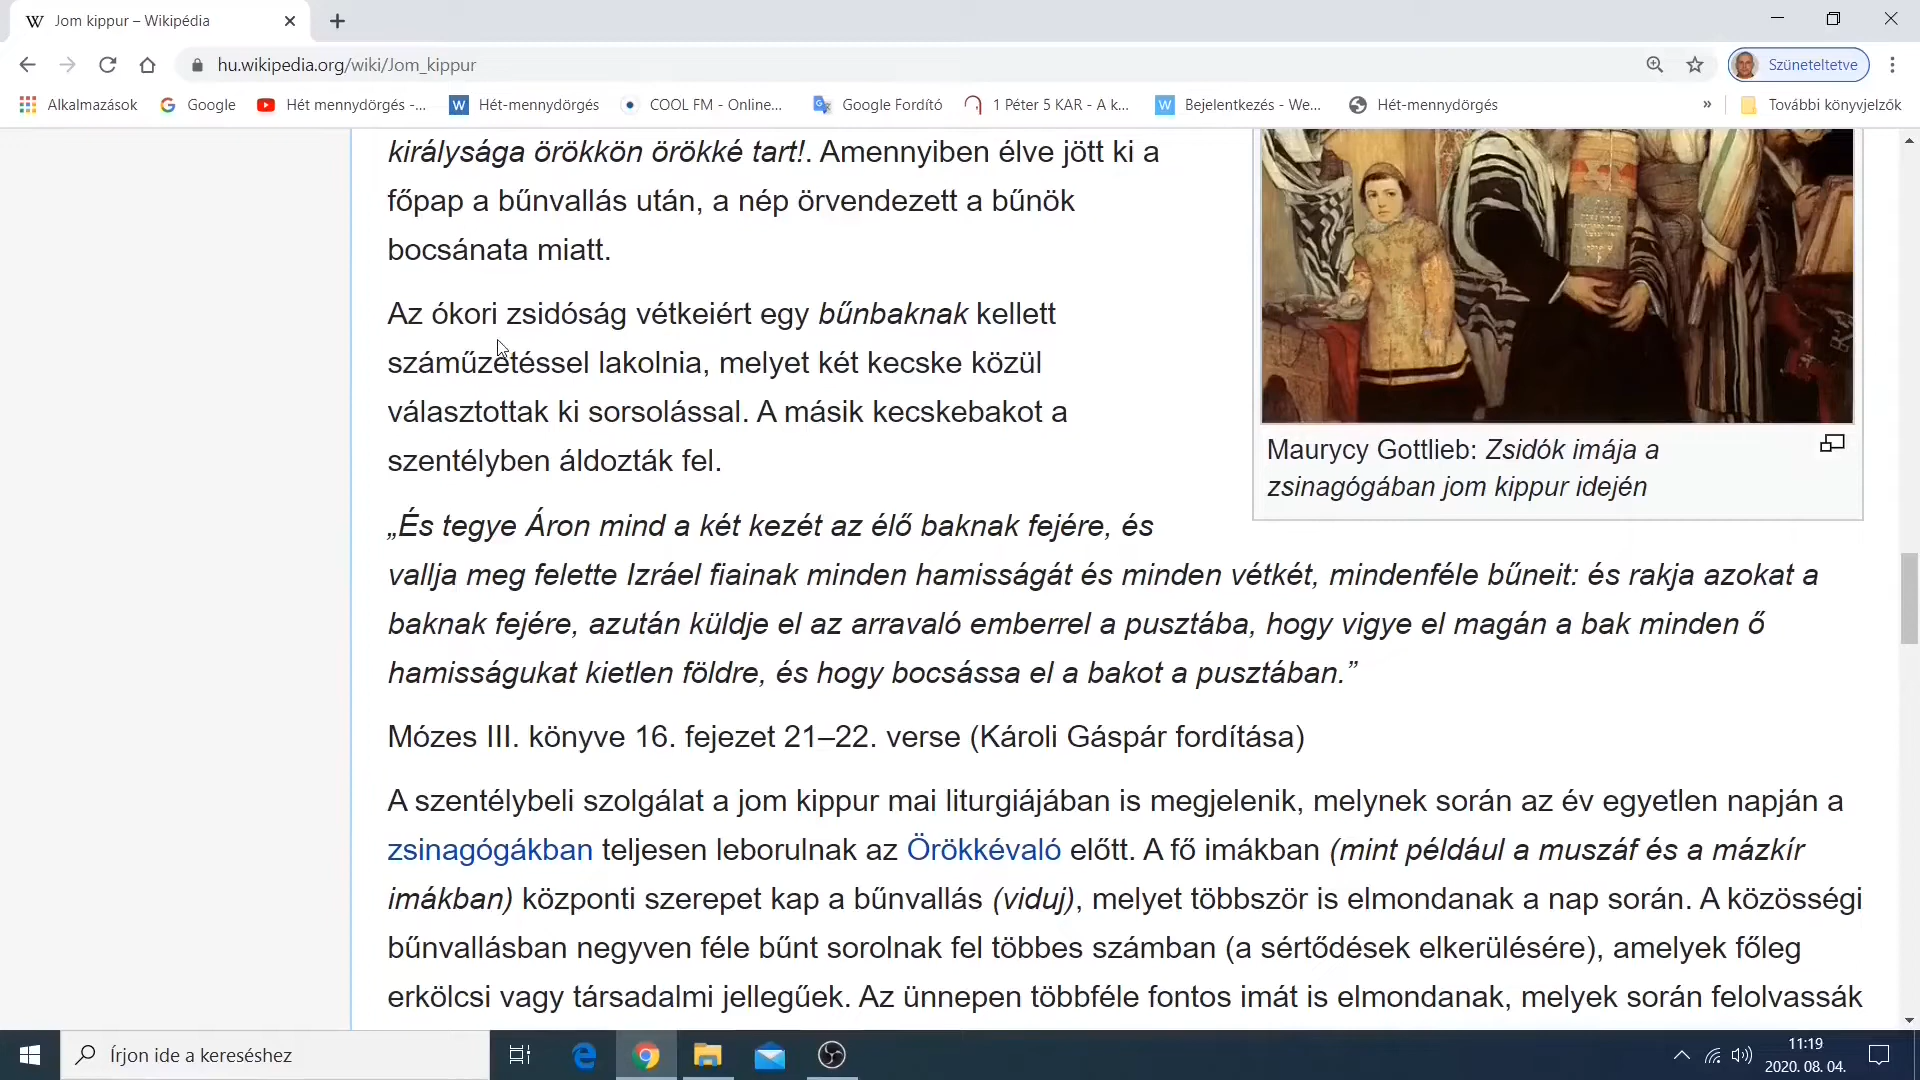 Jom kippur – Wikipédia
hu.wikipedia.org/wiki/Jom_kippur
Szüneteltetve
Alkalmazások
Google
Hét mennydörgés -...
Hét-mennydörgés
COOL FM - Online...
Google Fordító
1 Péter 5 KAR - A k...
Bejelentkezés - We...
Hét-mennydörgés
»
További könyvjelzők
királysága örökkön örökké tart!. Amennyiben élve jött ki a
főpap a bűnvallás után, a nép örvendezett a bűnök
bocsánata miatt.
Az ókori zsidóság vétkeiért egy bűnbaknak kellett
száműzetéssel lakolnia, melyet két kecske közül
választottak ki sorsolással. A másik kecskebakot a
szentélyben áldozták fel.
Maurycy Gottlieb: Zsidók imája a
zsinagógában jom kippur idején
„És tegye Áron mind a két kezét az élő baknak fejére, és
vallja meg felette Izráel fiainak minden hamisságát és minden vétkét, mindenféle bűneit: és rakja azokat a
baknak fejére, azután küldje el az arravaló emberrel a pusztába, hogy vigye el magán a bak minden ő
hamisságukat kietlen földre, és hogy bocsássa el a bakot a pusztában.”
Mózes III. könyve 16. fejezet 21–22. verse (Károli Gáspár fordítása)
A szentélybeli szolgálat a jom kippur mai liturgiájában is megjelenik, melynek során az év egyetlen napján a
zsinagógákban teljesen leborulnak az Örökkévaló előtt. A fő imákban (mint például a muszáf és a mázkír
imákban) központi szerepet kap a bűnvallás (viduj), melyet többször is elmondanak a nap során. A közösségi
bűnvallásban negyven féle bűnt sorolnak fel többes számban (a sértődések elkerülésére), amelyek főleg
erkölcsi vagy társadalmi jellegűek. Az ünnepen többféle fontos imát is elmondanak, melyek során felolvassák
Írjon ide a kereséshez
11:19
2020. 08. 04.